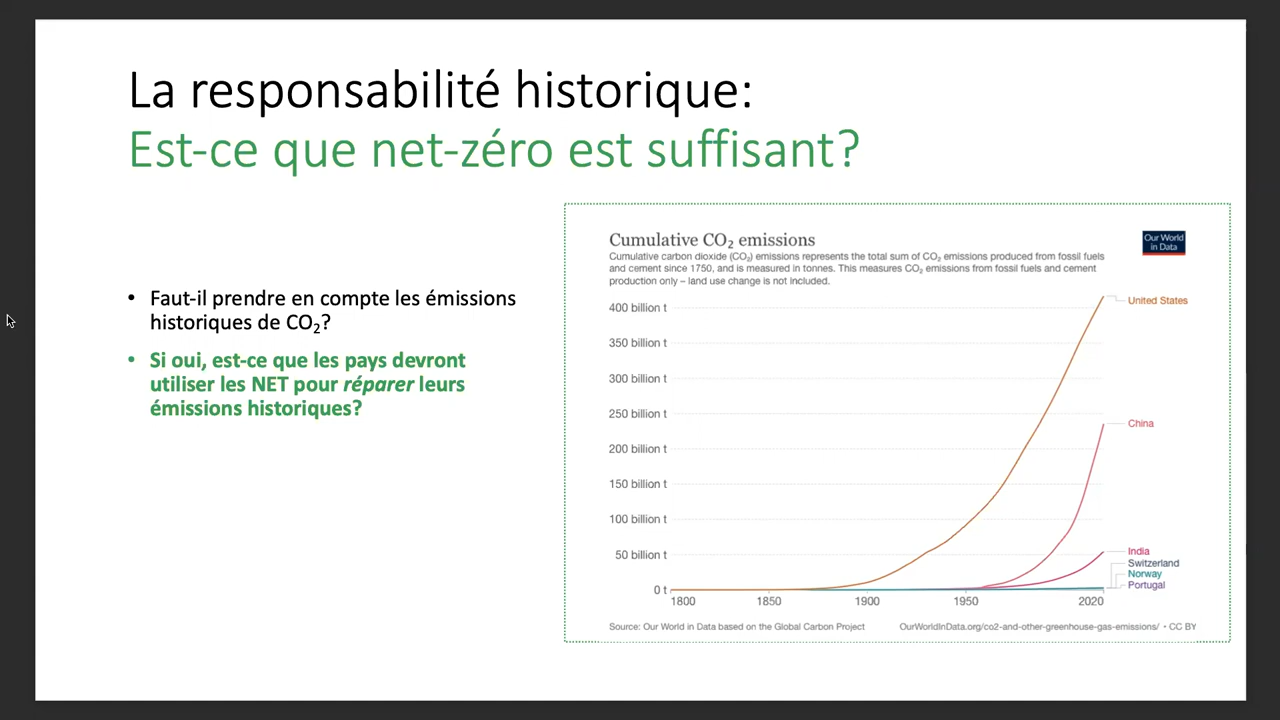 La responsabilité historique:
Est-ce que net-zéro est suffisant?
• Faut-il prendre en compte les émissions
historiques de CO₂?
• Si oui, est-ce que les pays devront
utiliser les NET pour réparer leurs
émissions historiques?
Cumulative CO₂ emissions
Cumulative carbon dioxide (CO₂) emissions represents the total sum of CO₂ emissions produced from fossil fuels
and cement since 1750, and is measured in tonnes. This measures CO₂ emissions from fossil fuels and cement
production only – land use change is not included.
Our World
in Data
400 billion t
350 billion t
300 billion t
250 billion t
200 billion t
150 billion t
100 billion t
50 billion t
0 t
1800
1850
1900
1950
2020
United States
China
India
Switzerland
Norway
Portugal
Source: Our World in Data based on the Global Carbon Project
OurWorldInData.org/co2-and-other-greenhouse-gas-emissions/ • CC BY